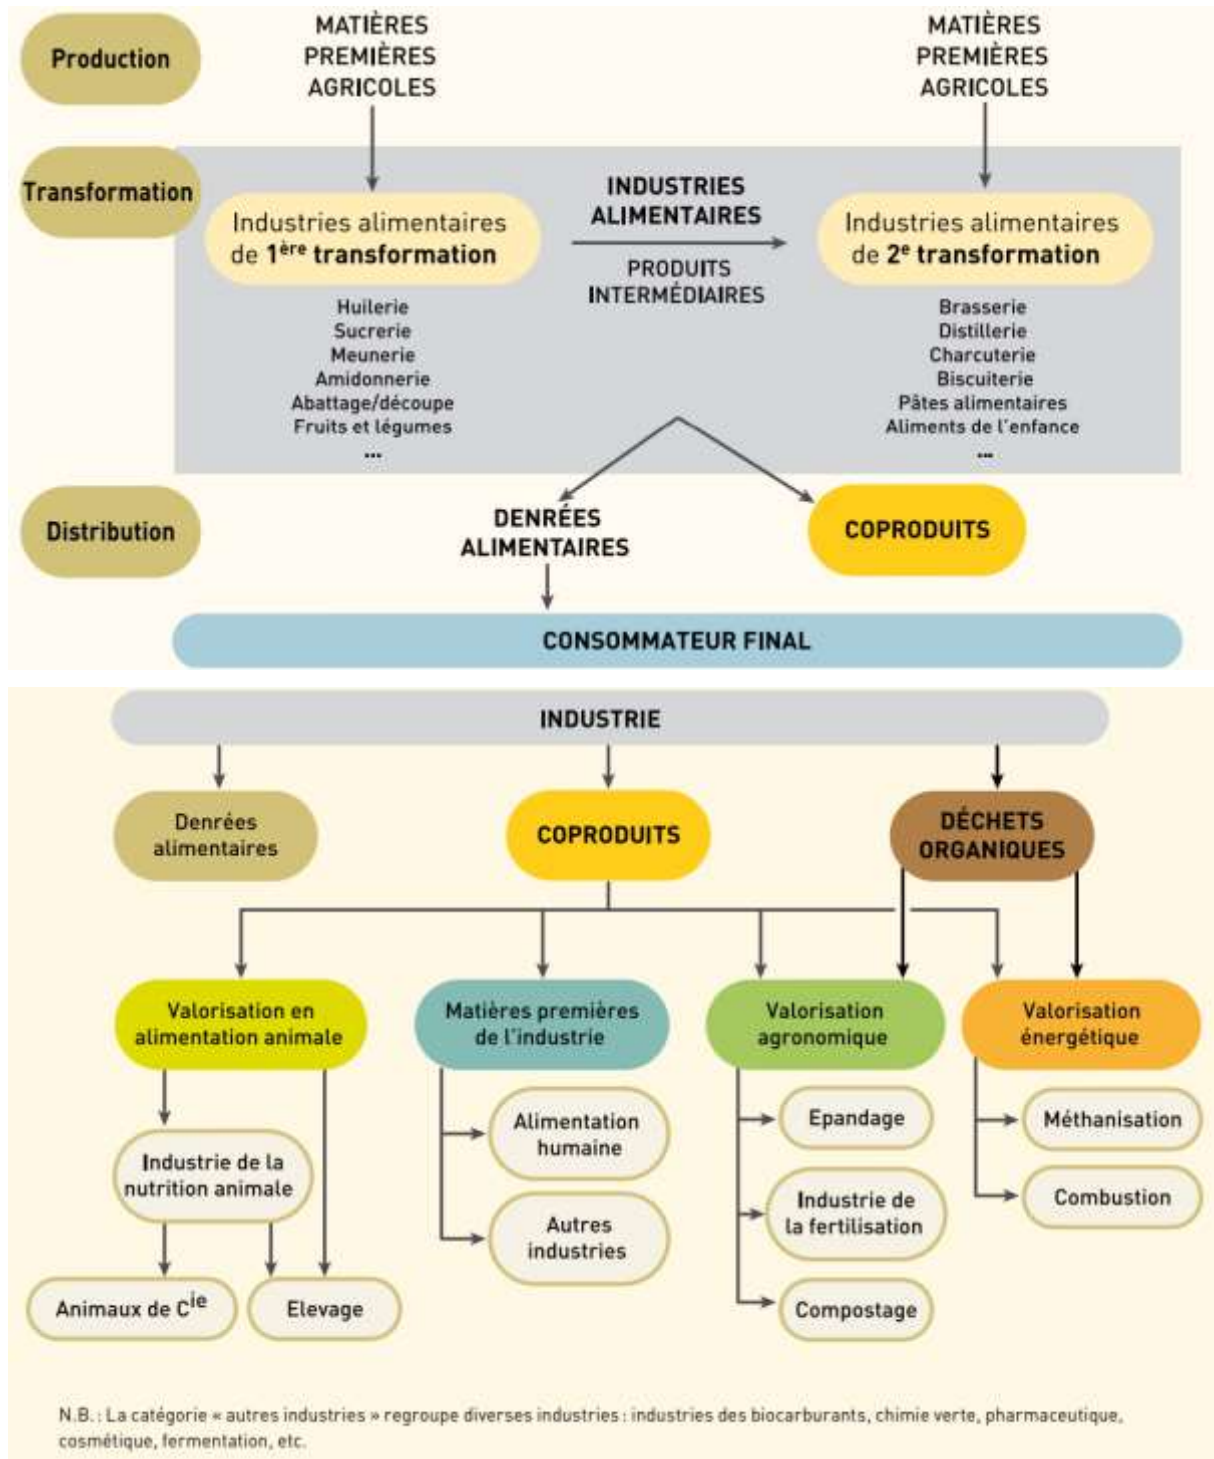 Production
MATIÈRES
PREMIÈRES
AGRICOLES
MATIÈRES
PREMIÈRES
AGRICOLES
Transformation
Industries alimentaires
de 1ère transformation
INDUSTRIES
ALIMENTAIRES
PRODUITS
INTERMÉDIAIRES
Industries alimentaires
de 2e transformation
Huilerie
Sucrerie
Meunerie
Amidonnerie
Abattage/découpe
Fruits et légumes
...
Brasserie
Distillerie
Charcuterie
Biscuiterie
Pâtes alimentaires
Aliments de l'enfance
...
Distribution
DENRÉES
ALIMENTAIRES
COPRODUITS
CONSOMMATEUR FINAL
INDUSTRIE
Denrées
alimentaires
COPRODUITS
DÉCHETS
ORGANIQUES
Valorisation en
alimentation animale
Matières premières
de l'industrie
Valorisation
agronomique
Valorisation
énergétique
Industrie de la
nutrition animale
Animaux de Cie
Elevage
Alimentation
humaine
Autres
industries
Epandage
Industrie de
la fertilisation
Compostage
Méthanisation
Combustion
N.B. : La catégorie « autres industries » regroupe diverses industries : industries des biocarburants, chimie verte, pharmaceutique,
cosmétique, fermentation, etc.